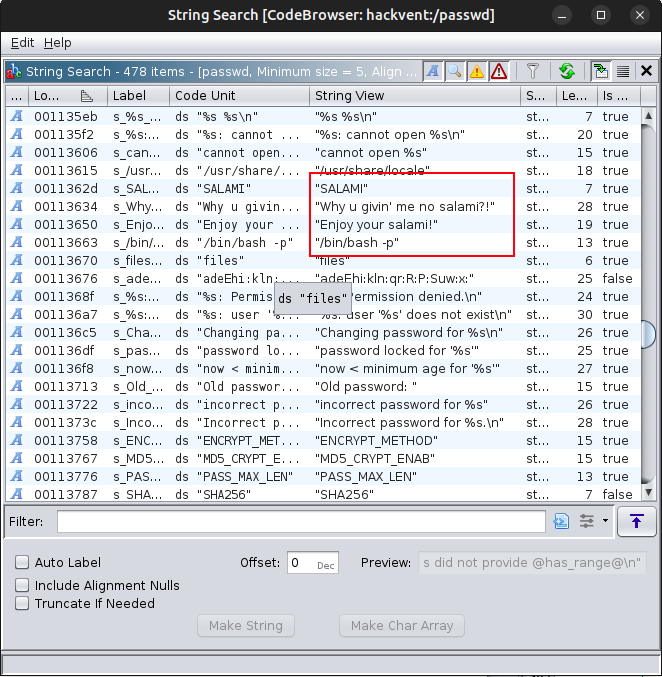 String Search [CodeBrowser: hackvent:/passwd]
Edit Help
String Search - 478 items - [passwd, Minimum size = 5, Align ...
... Lo... Label Code Unit String View S... Le... Is ...
A 001135eb s_%s_... ds "%s %s\n" "%s %s\n" st... 7 true
A 001135f2 s_%s:... ds "%s: cannot ... "%s: cannot open %s\n" st... 20 true
A 00113606 s_can... ds "cannot open... "cannot open %s" st... 15 true
A 00113615 s_/usr... ds "/usr/share/... "/usr/share/locale" st... 18 true
A 0011362d s_SAL... ds "SALAMI" "SALAMI" st... 7 true
A 00113634 s_Why... ds "Why u givin... "Why u givin' me no salami?!" st... 28 true
A 00113650 s_Enjo... ds "Enjoy your ... "Enjoy your salami!" st... 19 true
A 00113663 s_/bin/... ds "/bin/bash -p" "/bin/bash -p" st... 13 true
A 00113670 s_files... ds "files" "files" st... 6 true
A 00113676 s_ade... ds "adeEhi:kln:... "adeEhi:kln:qr:R:P:Suw:x:" st... 25 false
A 0011368f s_%s:... ds "%s: Permis ermission denied.\n" st... 24 true
ds "files"
A 001136a7 s_%s:... ds "%s: user '%... "%s: user '%s' does not exist\n" st... 30 true
A 001136c5 s_Cha... ds "Changing pa... "Changing password for %s\n" st... 26 true
A 001136df s_pas... ds "password lo... "password locked for '%s'" st... 25 true
A 001136f8 s_now... ds "now < minim... "now < minimum age for '%s'" st... 27 true
A 00113713 s_Old_... ds "Old passwor... "Old password: " st... 15 true
A 00113722 s_inco... ds "incorrect p... "incorrect password for %s" st... 26 true
A 0011373c s_Inco... ds "Incorrect p... "Incorrect password for %s.\n" st... 28 true
A 00113758 s_ENC... ds "ENCRYPT_MET... "ENCRYPT_METHOD" st... 15 true
A 00113767 s_MD5... ds "MD5_CRYPT_E... "MD5_CRYPT_ENAB" st... 15 true
A 00113776 s_PAS... ds "PASS_MAX_LEN" "PASS_MAX_LEN" st... 13 true
A 00113787 s_SHA... ds "SHA256" "SHA256" st... 7 false
Filter:
Auto Label Offset: 0 Dec Preview: s did not provide @has_range@\n"
Include Alignment Nulls
Truncate If Needed
Make String Make Char Array